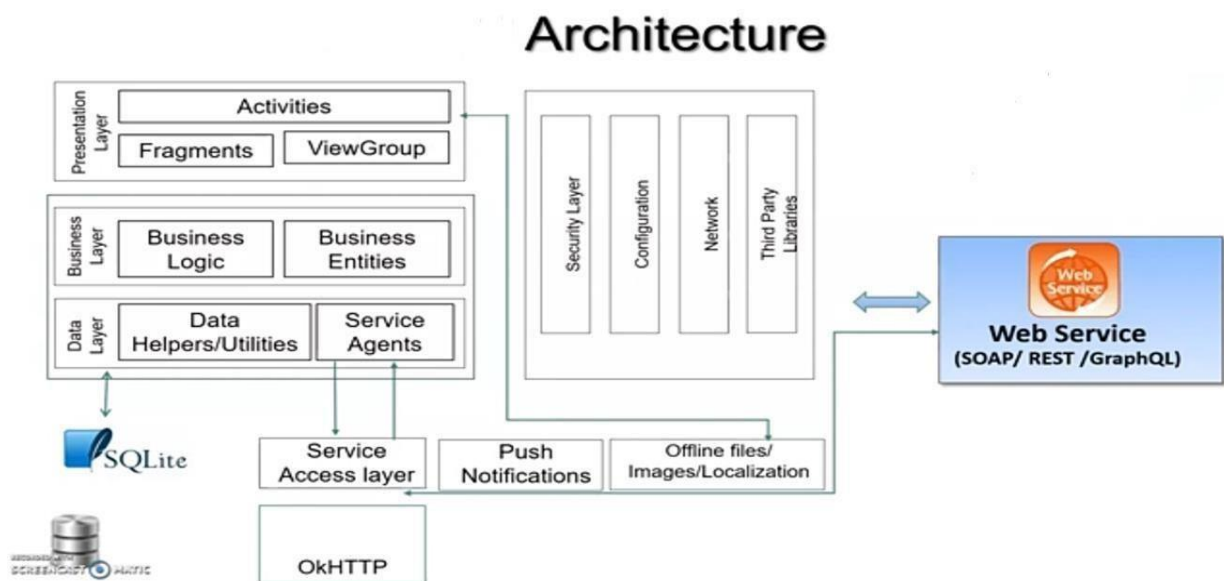 Architecture
Presentation
Layer
Activities
Fragments
ViewGroup
Business
Layer
Business
Logic
Business
Entities
Data
Layer
Data
Helpers/Utilities
Service
Agents
Security Layer
Configuration
Network
Third Party
Libraries
Web
Service
Web Service
(SOAP/ REST /GraphQL)
SQLite
Service
Access layer
Push
Notifications
Offline files/
Images/Localization
OkHTTP
RECORDED WITH
SCREENCAST MATIC